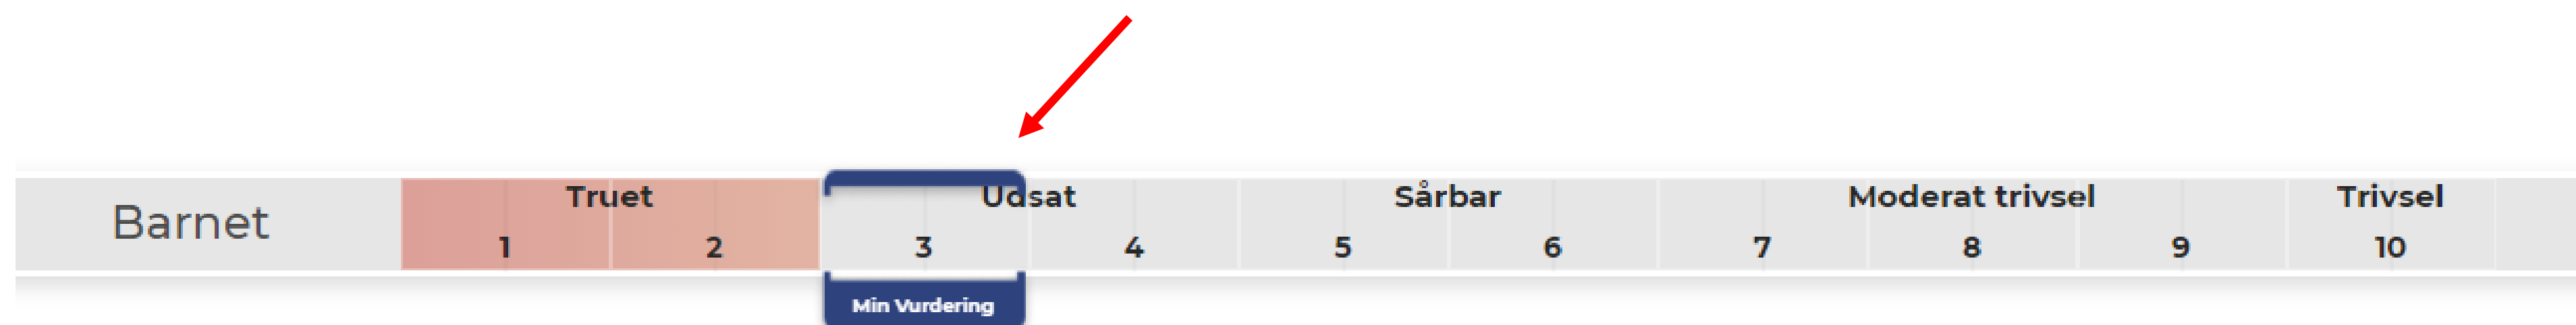 Barnet
Truet Udsat Sårbar Moderat trivsel Trivsel
1 2 3 4 5 6 7 8 9 10
Min Vurdering